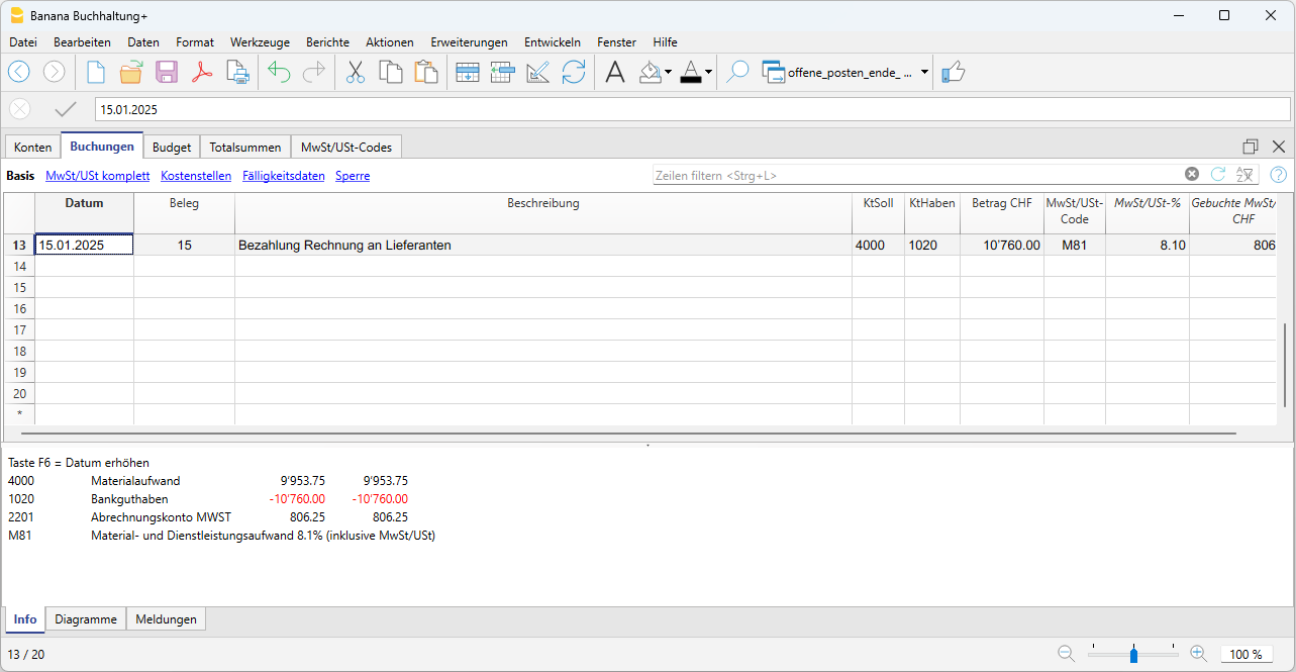 Banana Buchhaltung+
Datei Bearbeiten Daten Format Werkzeuge Berichte Aktionen Erweiterungen Entwickeln Fenster Hilfe
offene_posten_ende_ ...
15.01.2025
Konten Buchungen Budget Totalsummen MwSt/USt-Codes
Basis MwSt/USt komplett Kostenstellen Fälligkeitsdaten Sperre Zeilen filtern <Strg+L>
Datum Beleg Beschreibung KtSoll KtHaben Betrag CHF MwSt/USt-Code MwSt/USt-% Gebuchte MwSt/ CHF
13 15.01.2025 15 Bezahlung Rechnung an Lieferanten 4000 1020 10'760.00 M81 8.10 806
14
15
16
17
18
19
20
*
Taste F6 = Datum erhöhen
4000 Materialaufwand 9'953.75 9'953.75
1020 Bankguthaben -10'760.00 -10'760.00
2201 Abrechnungskonto MWST 806.25 806.25
M81 Material- und Dienstleistungsaufwand 8.1% (inklusive MwSt/USt)
Info Diagramme Meldungen
13 / 20 100 %